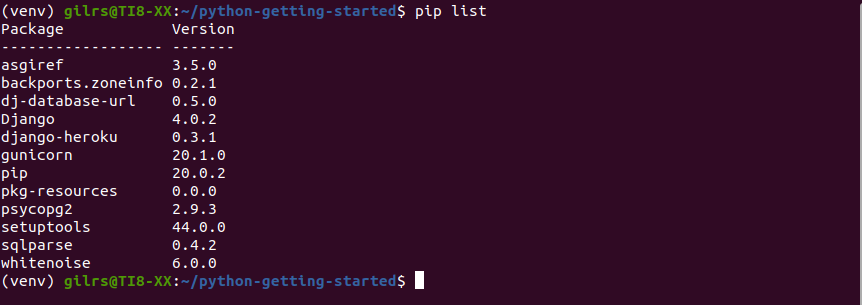 (venv) gilrs@TI8-XX:~/python-getting-started$ pip list
Package            Version
------------------ -------
asgiref            3.5.0
backports.zoneinfo 0.2.1
dj-database-url    0.5.0
Django             4.0.2
django-heroku      0.3.1
gunicorn           20.1.0
pip                20.0.2
pkg-resources      0.0.0
psycopg2           2.9.3
setuptools         44.0.0
sqlparse           0.4.2
whitenoise         6.0.0
(venv) gilrs@TI8-XX:~/python-getting-started$